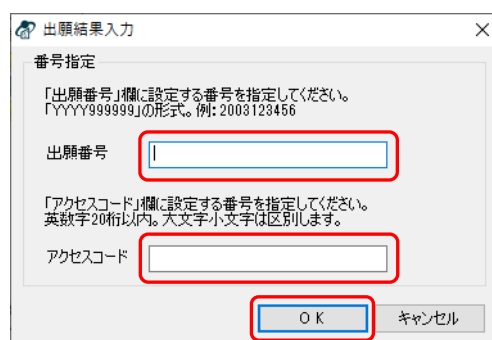 出願結果入力
番号指定
「出願番号」欄に設定する番号を指定してください。
「YYYY999999」の形式。例：2003123456
出願番号
「アクセスコード」欄に設定する番号を指定してください。
英数字20桁以内。大文字小文字は区別します。
アクセスコード
ＯＫ
キャンセル